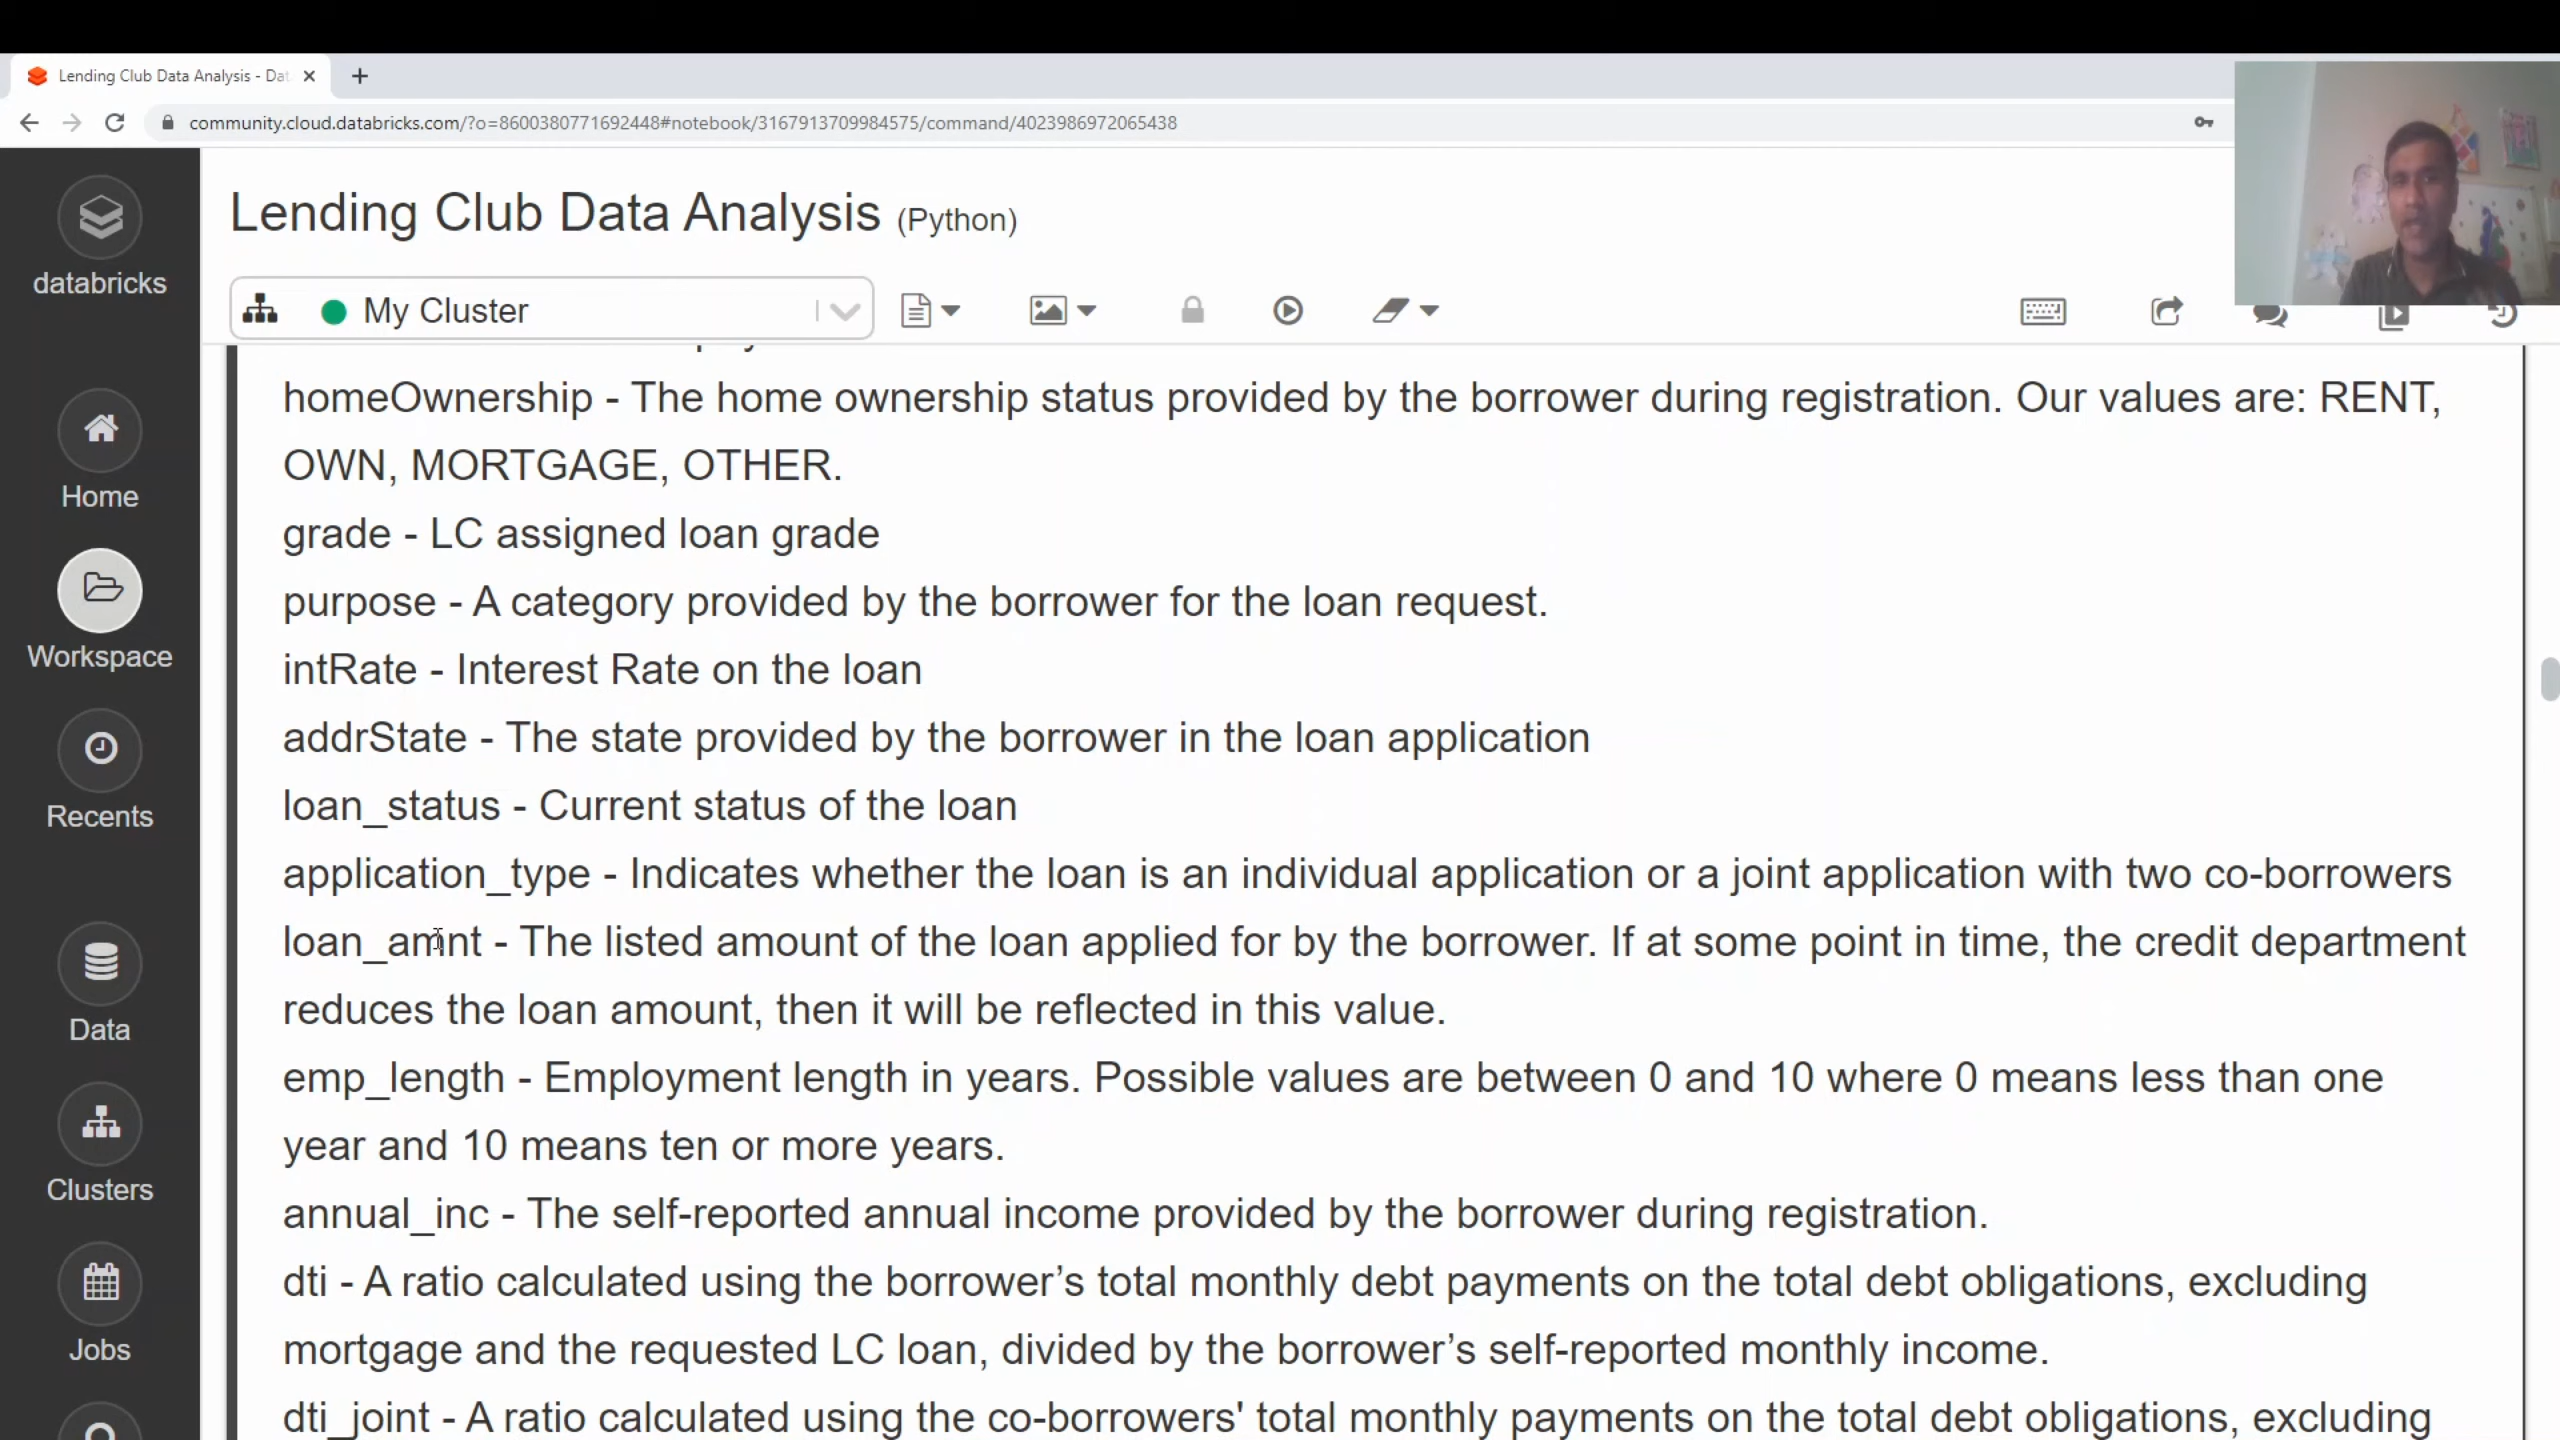 Lending Club Data Analysis - Dat
community.cloud.databricks.com/?o=8600380771692448#notebook/3167913709984575/command/4023986972065438
databricks
Home
Workspace
Recents
Data
Clusters
Jobs
Lending Club Data Analysis (Python)
My Cluster
homeOwnership - The home ownership status provided by the borrower during registration. Our values are: RENT,
OWN, MORTGAGE, OTHER.
grade - LC assigned loan grade
purpose - A category provided by the borrower for the loan request.
intRate - Interest Rate on the loan
addrState - The state provided by the borrower in the loan application
loan_status - Current status of the loan
application_type - Indicates whether the loan is an individual application or a joint application with two co-borrowers
loan_amnt - The listed amount of the loan applied for by the borrower. If at some point in time, the credit department
reduces the loan amount, then it will be reflected in this value.
emp_length - Employment length in years. Possible values are between 0 and 10 where 0 means less than one
year and 10 means ten or more years.
annual_inc - The self-reported annual income provided by the borrower during registration.
dti - A ratio calculated using the borrower’s total monthly debt payments on the total debt obligations, excluding
mortgage and the requested LC loan, divided by the borrower’s self-reported monthly income.
dti_joint - A ratio calculated using the co-borrowers' total monthly payments on the total debt obligations, excluding